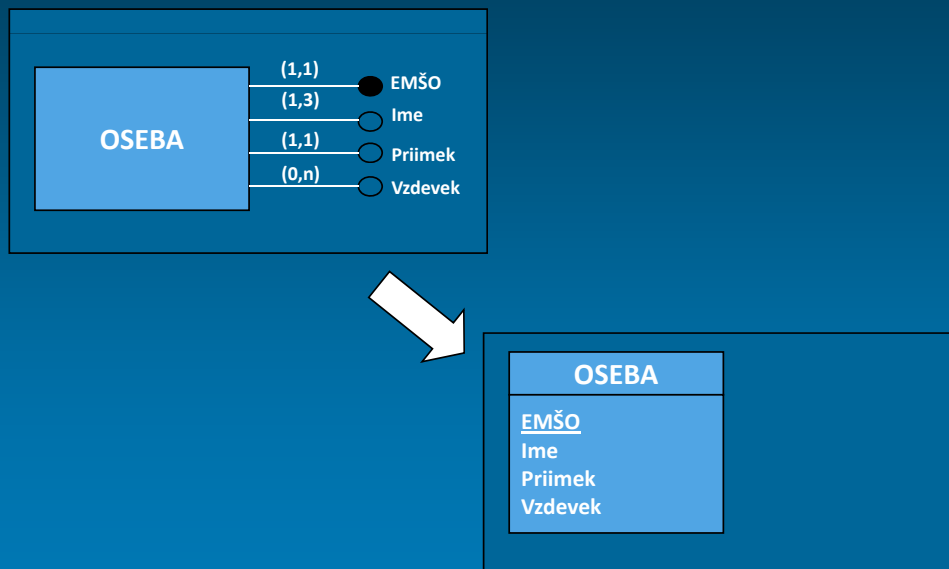 (1,1)
EMŠO
(1,3)
Ime
OSEBA
(1,1)
Priimek
(0,n)
Vzdevek
OSEBA
EMŠO
Ime
Priimek
Vzdevek